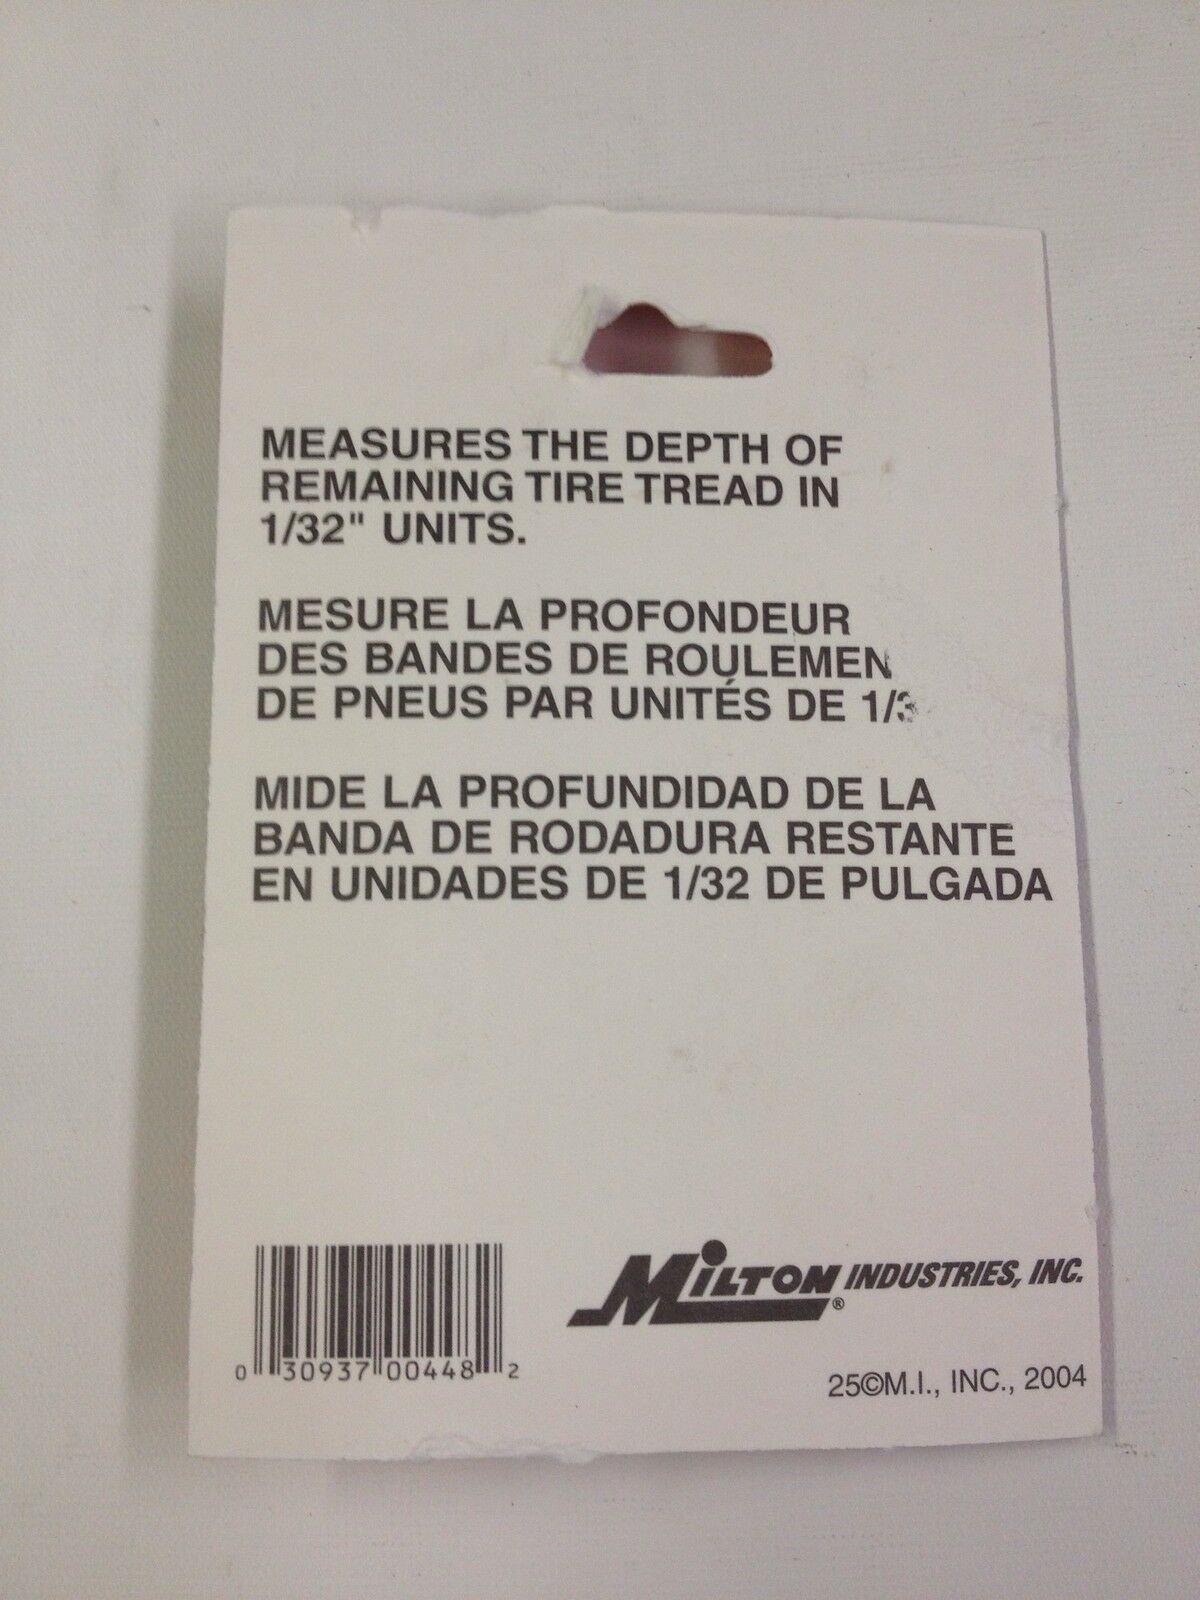 MEASURES THE DEPTH OF
REMAINING TIRE TREAD IN
1/32" UNITS.
MESURE LA PROFONDEUR
DES BANDES DE ROULEMEN
DE PNEUS PAR UNITÉS DE 1/3
MIDE LA PROFUNDIDAD DE LA
BANDA DE RODADURA RESTANTE
EN UNIDADES DE 1/32 DE PULGADA
MILTON INDUSTRIES, INC.
®
0 30937 00448 2
25©M.I., INC., 2004